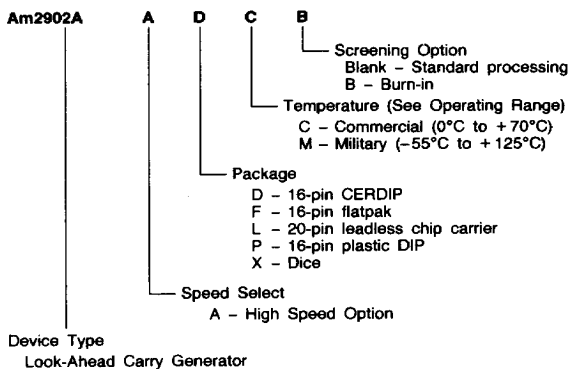 Am2902A A D C B
Screening Option
Blank – Standard processing
B – Burn-in
Temperature (See Operating Range)
C – Commercial (0°C to +70°C)
M – Military (–55°C to +125°C)
Package
D – 16-pin CERDIP
F – 16-pin flatpak
L – 20-pin leadless chip carrier
P – 16-pin plastic DIP
X – Dice
Speed Select
A – High Speed Option
Device Type
Look-Ahead Carry Generator